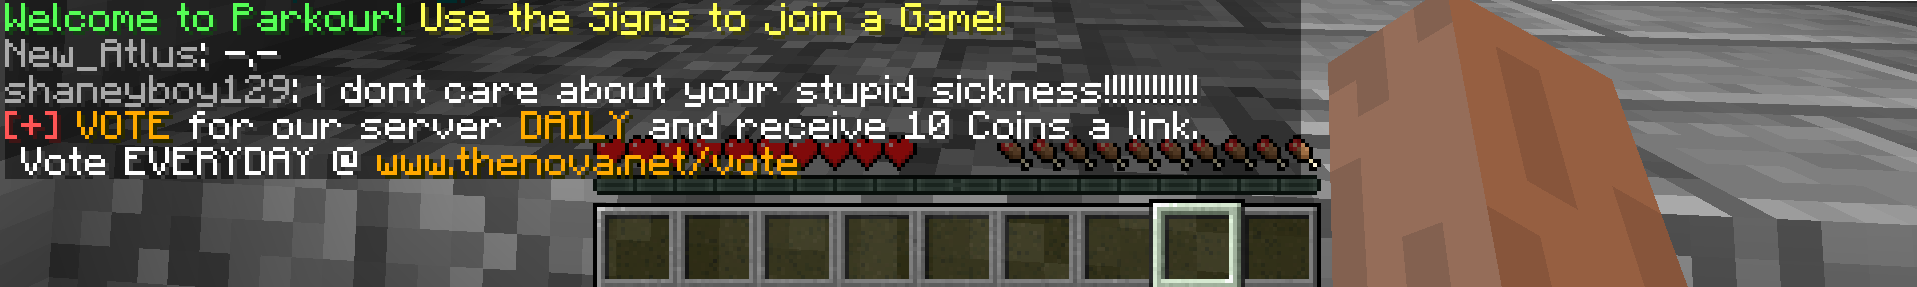 Welcome to Parkour! Use the Signs to join a Game!
New_Atlus: -.-
shaneyboy129: i dont care about your stupid sickness!!!!!!!!!!!!
[+] VOTE for our server DAILY and receive 10 Coins a link.
Vote EVERYDAY @ www.thenova.net/vote